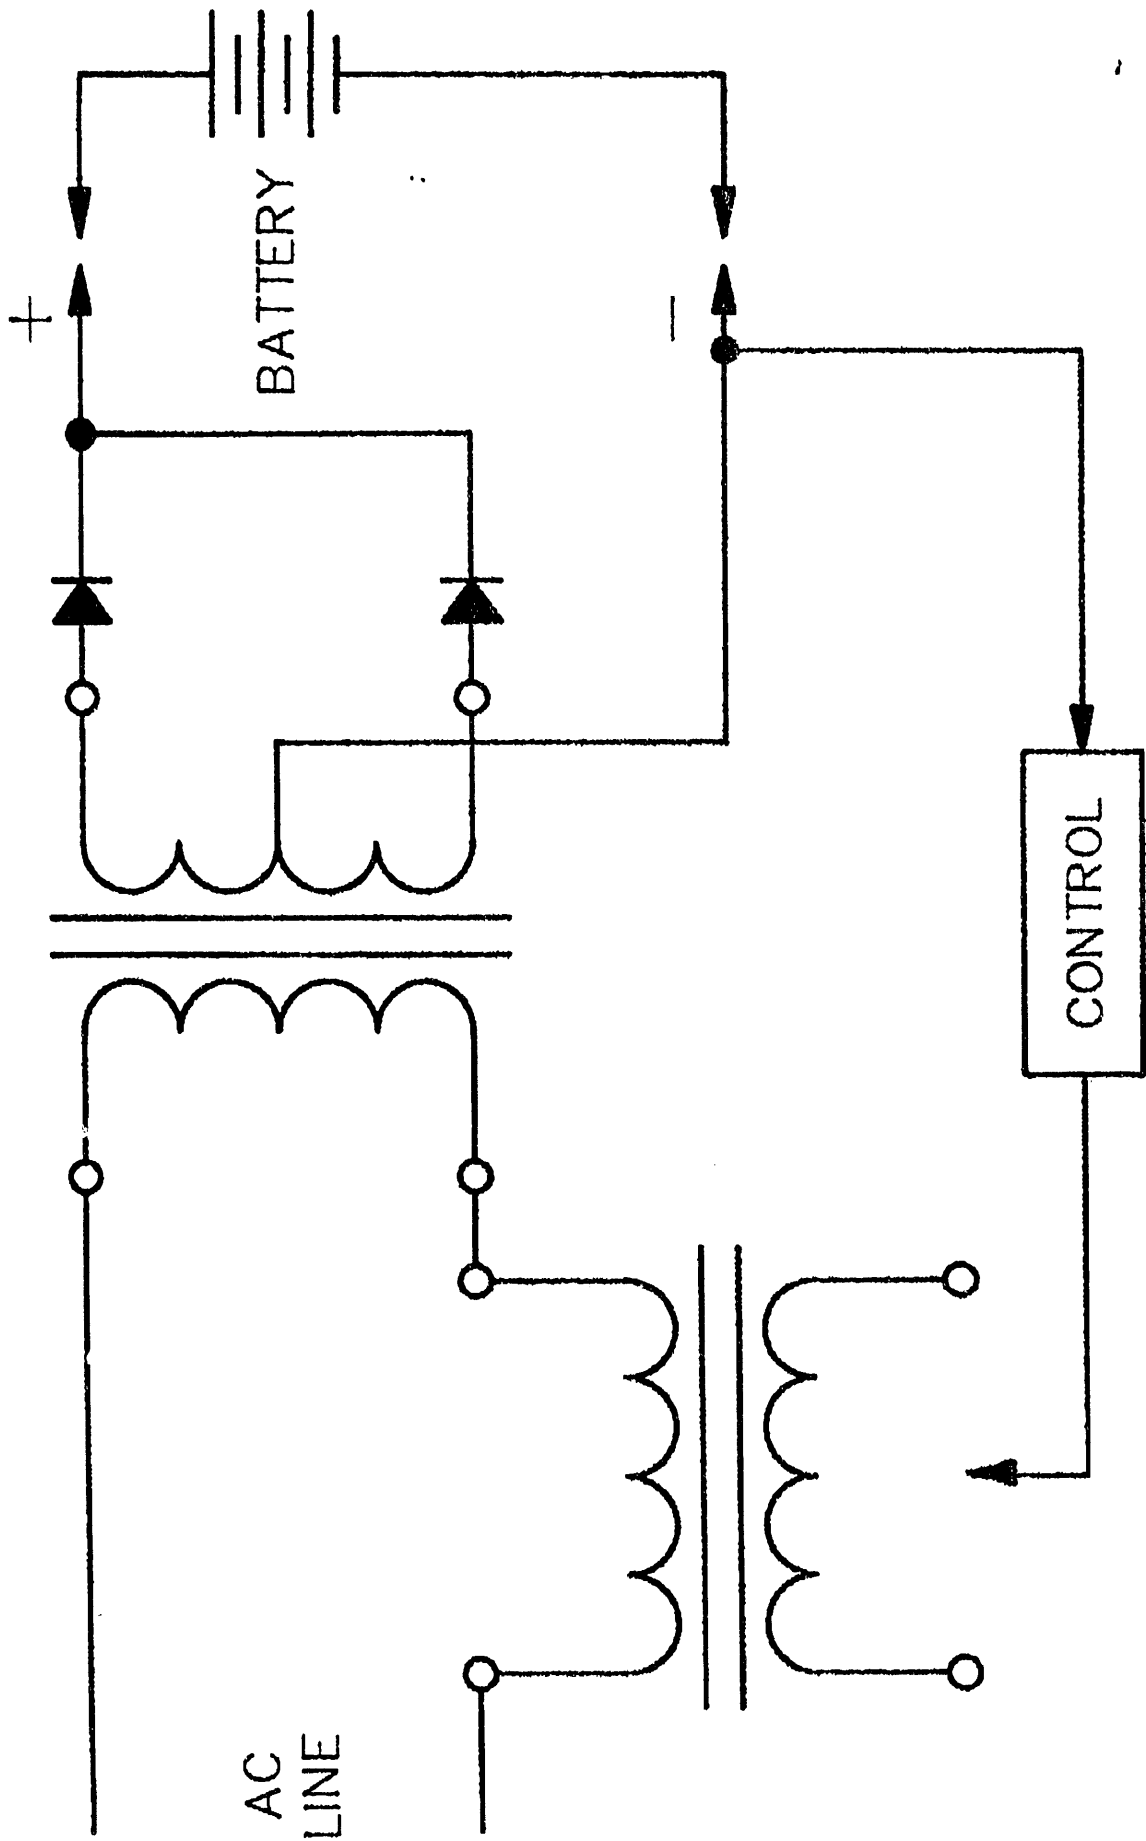 AC
LINE
+
BATTERY
−
CONTROL